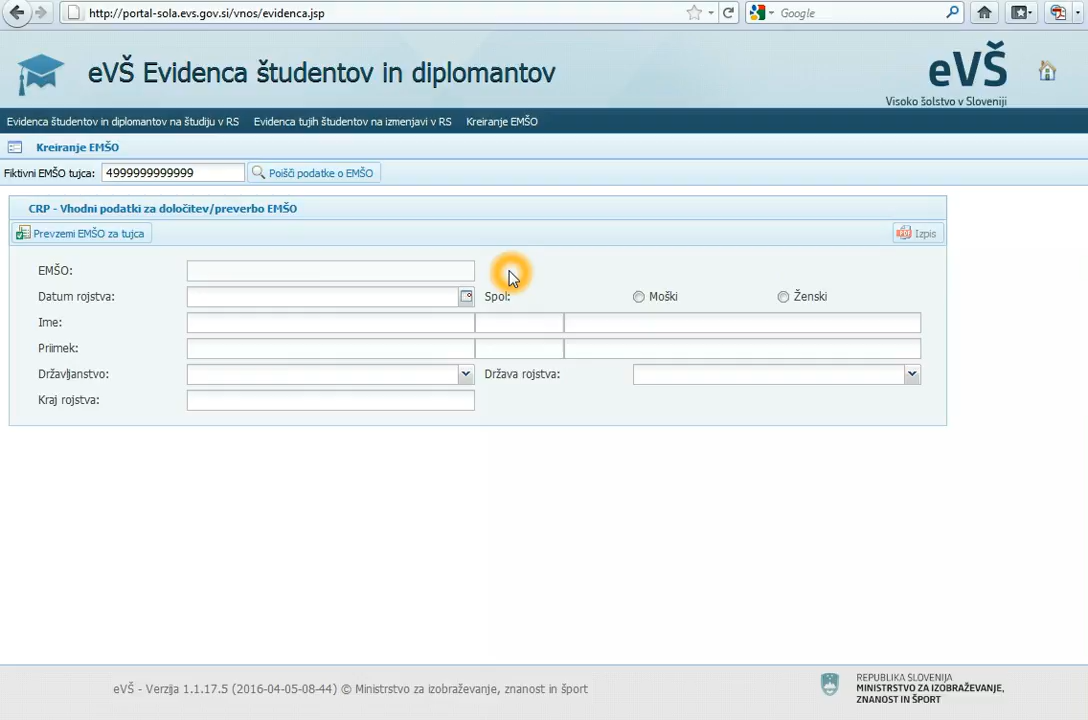 http://portal-sola.evs.gov.si/vnos/evidenca.jsp
Google
eVŠ Evidenca študentov in diplomantov
eVŠ
Visoko šolstvo v Sloveniji
Evidenca študentov in diplomantov na študiju v RS Evidenca tujih študentov na izmenjavi v RS Kreiranje EMŠO
Kreiranje EMŠO
Fiktivni EMŠO tujca: 4999999999999 Poišči podatke o EMŠO
CRP - Vhodni podatki za določitev/preverbo EMŠO
Prevzemi EMŠO za tujca
Izpis
EMŠO:
Datum rojstva:
Spol: Moški Ženski
Ime:
Priimek:
Državljanstvo:
Država rojstva:
Kraj rojstva:
eVŠ - Verzija 1.1.17.5 (2016-04-05-08-44) © Ministrstvo za izobraževanje, znanost in šport
REPUBLIKA SLOVENIJA
MINISTRSTVO ZA IZOBRAŽEVANJE,
ZNANOST IN ŠPORT